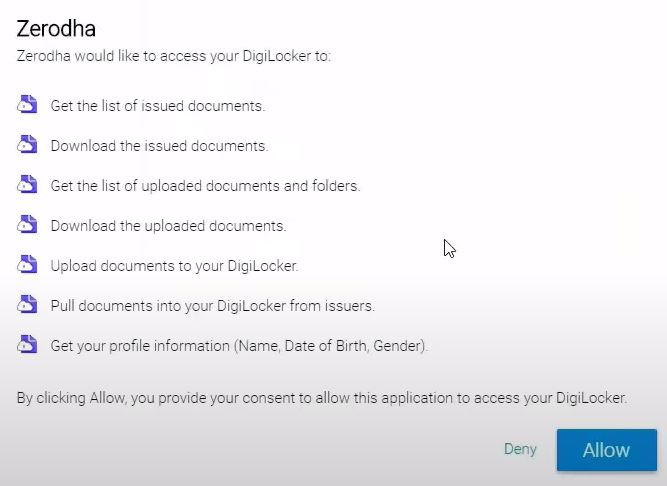 Zerodha
Zerodha would like to access your DigiLocker to:
Get the list of issued documents.
Download the issued documents.
Get the list of uploaded documents and folders.
Download the uploaded documents.
Upload documents to your DigiLocker.
Pull documents into your DigiLocker from issuers.
Get your profile information (Name, Date of Birth, Gender).
By clicking Allow, you provide your consent to allow this application to access your DigiLocker.
Deny Allow